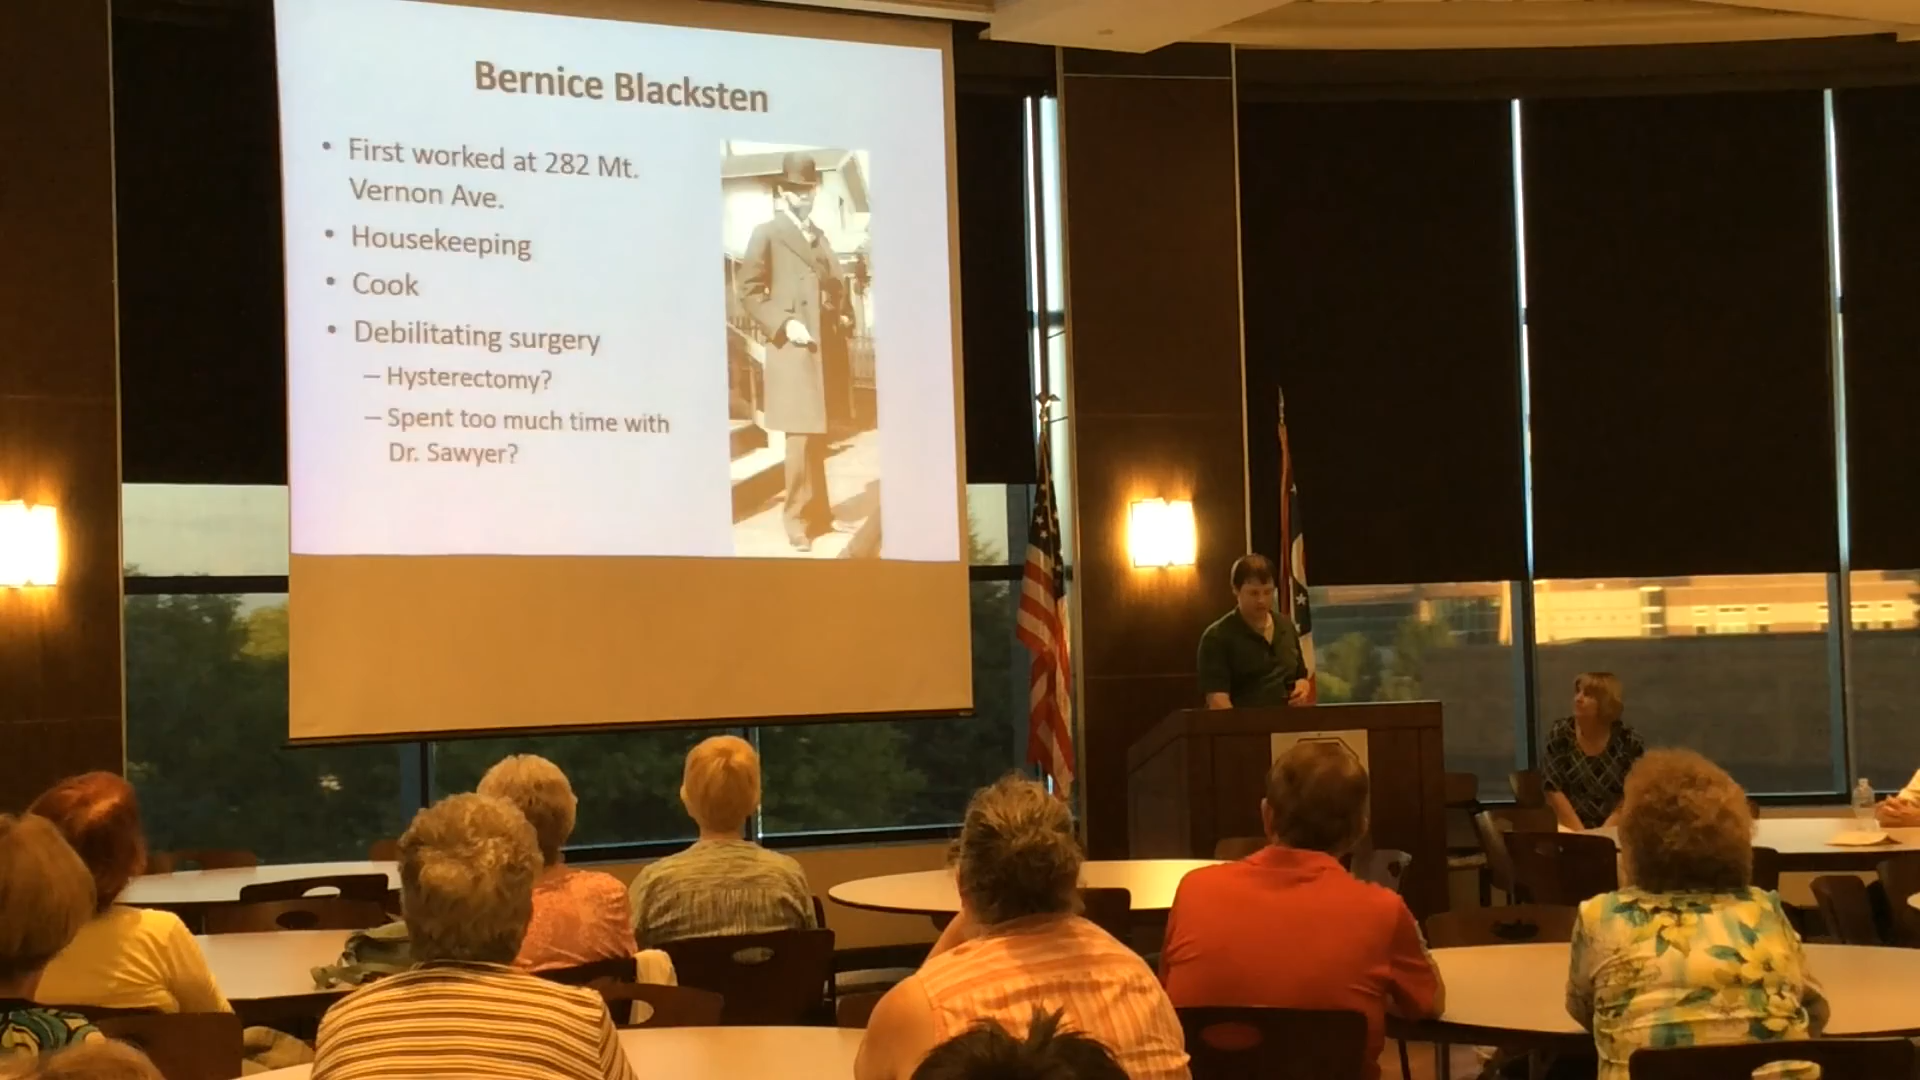 Bernice Blacksten
• First worked at 282 Mt.
Vernon Ave.
• Housekeeping
• Cook
• Debilitating surgery
– Hysterectomy?
– Spent too much time with
Dr. Sawyer?